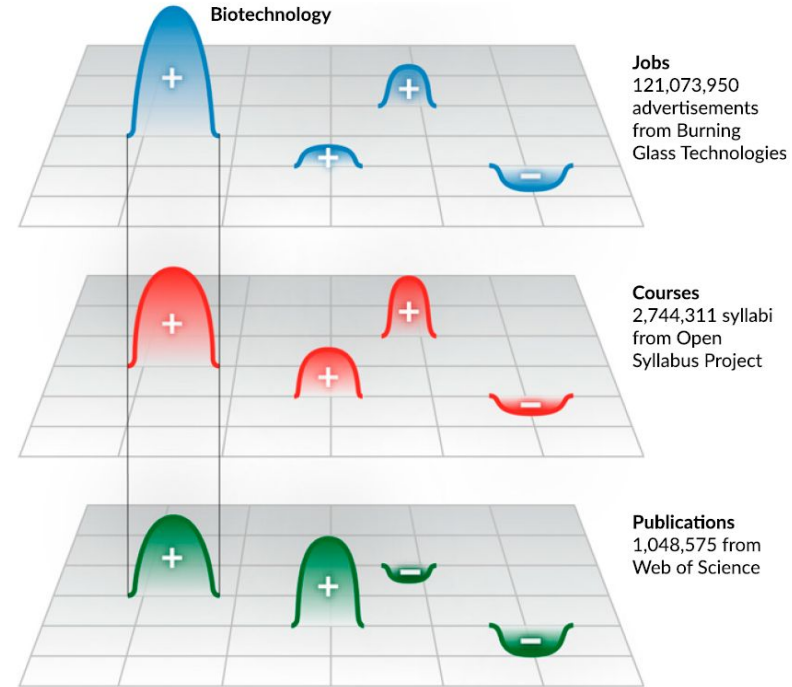 Biotechnology
Jobs
121,073,950
advertisements
from Burning
Glass Technologies
+
+
+
−
Courses
2,744,311 syllabi
from Open
Syllabus Project
+
+
+
−
Publications
1,048,575 from
Web of Science
+
+
−
−